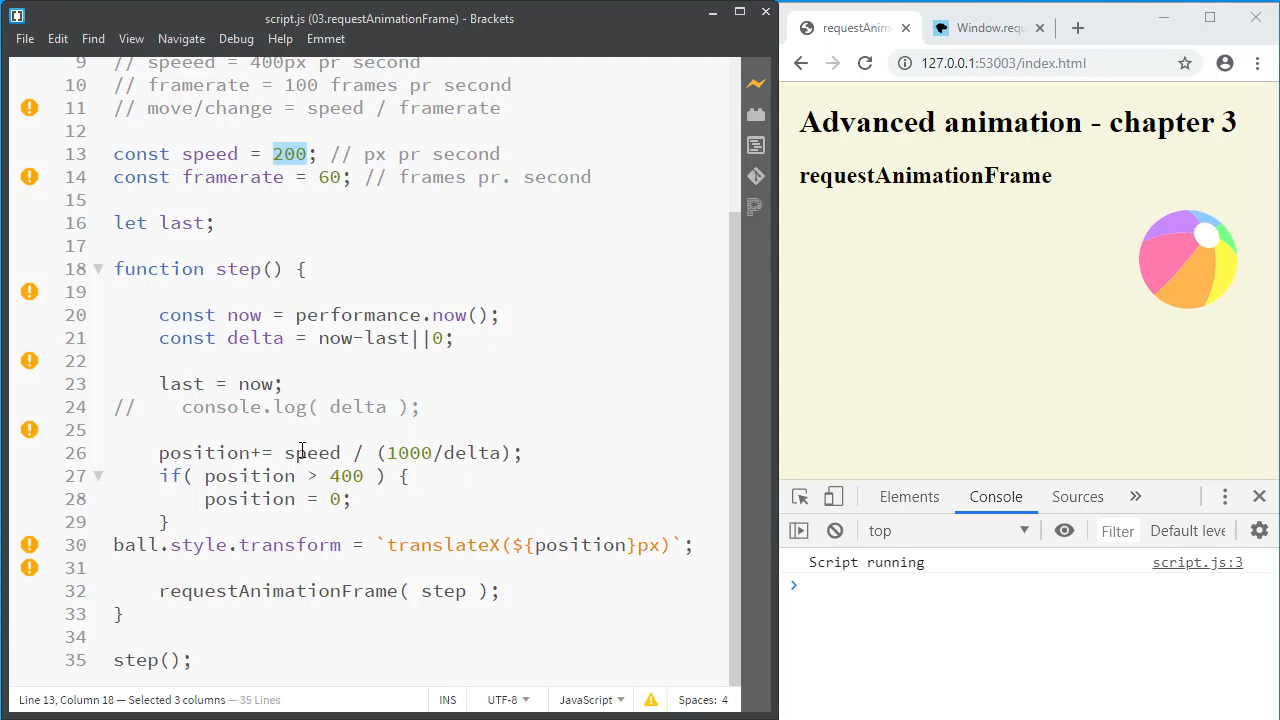 script.js (03.requestAnimationFrame) - Brackets
File Edit Find View Navigate Debug Help Emmet
9 // speeed = 400px pr second
10 // framerate = 100 frames pr second
11 // move/change = speed / framerate
12
13 const speed = 200; // px pr second
14 const framerate = 60; // frames pr. second
15
16 let last;
17
18 function step() {
19
20 const now = performance.now();
21 const delta = now-last||0;
22
23 last = now;
24 // console.log( delta );
25
26 position+= speed / (1000/delta);
27 if( position > 400 ) {
28 position = 0;
29 }
30 ball.style.transform = `translateX(${position}px)`;
31
32 requestAnimationFrame( step );
33 }
34
35 step();
Line 13, Column 18 — Selected 3 columns — 35 Lines
INS UTF-8 JavaScript Spaces: 4
requestAnim
Window.requ
127.0.0.1:53003/index.html
Advanced animation - chapter 3
requestAnimationFrame
Elements Console Sources
top Filter Default leve
Script running script.js:3